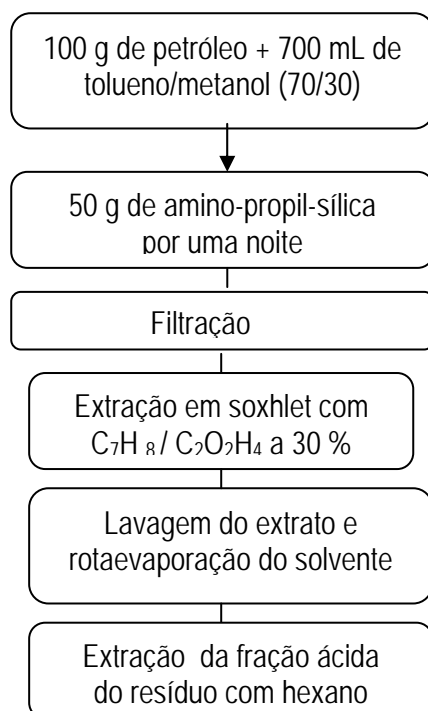 100 g de petróleo + 700 mL de
tolueno/metanol (70/30)
50 g de amino-propil-sílica
por uma noite
Filtração
Extração em soxhlet com
C₇H ₈ / C₂O₂H₄ a 30 %
Lavagem do extrato e
rotaevaporação do solvente
Extração da fração ácida
do resíduo com hexano